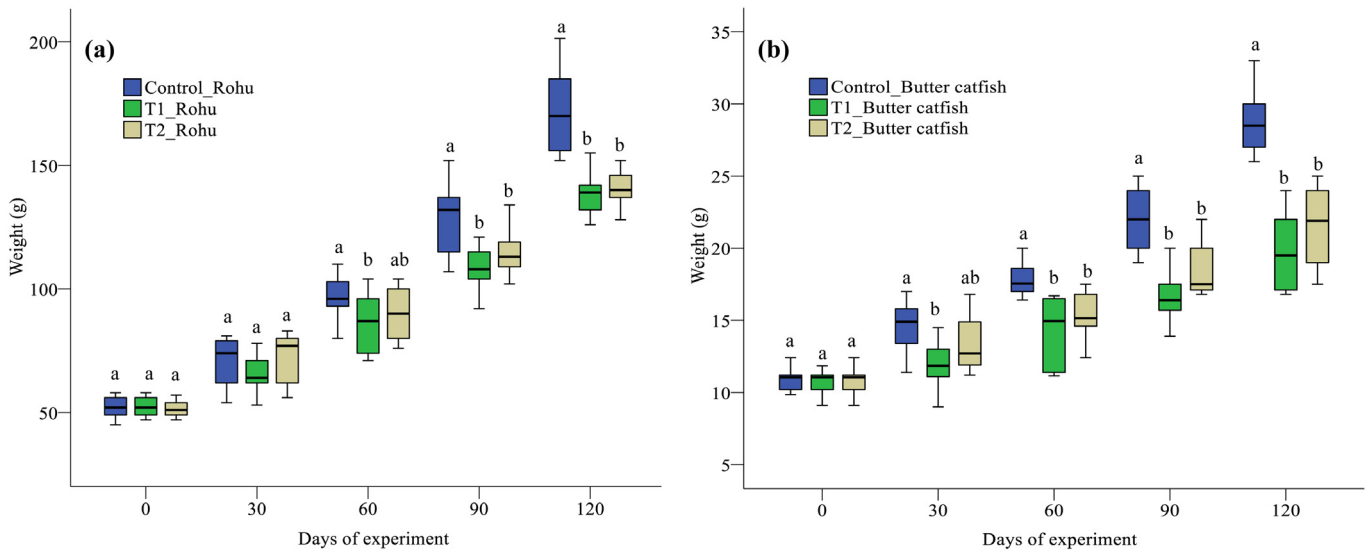 (a)
Control_Rohu
T1_Rohu
T2_Rohu
Weight (g)
200
150
100
50
a a a
a a a
a b ab
a b b
a b b
0 30 60 90 120
Days of experiment
(b)
Control_Butter catfish
T1_Butter catfish
T2_Butter catfish
Weight (g)
35
30
25
20
15
10
5
a a a
a b ab
a b b
a b b
a b b
0 30 60 90 120
Days of experiment